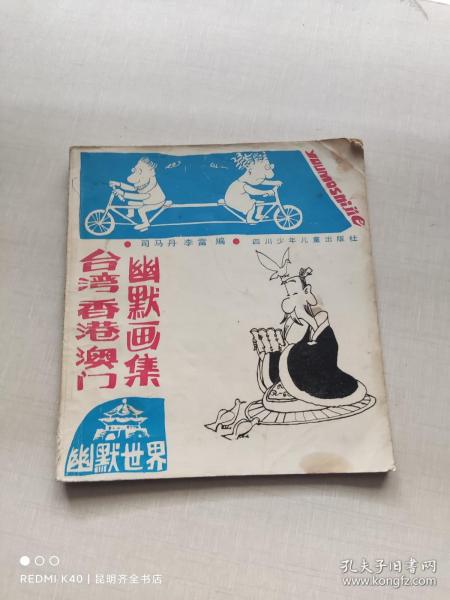 YOUMOSHIJIE
司马丹 李富 编 四川少年儿童出版社
幽默画集
台湾香港澳门
幽默世界
REDMI K40 | 昆明齐全书店
孔夫子旧书网
www.kongfz.com